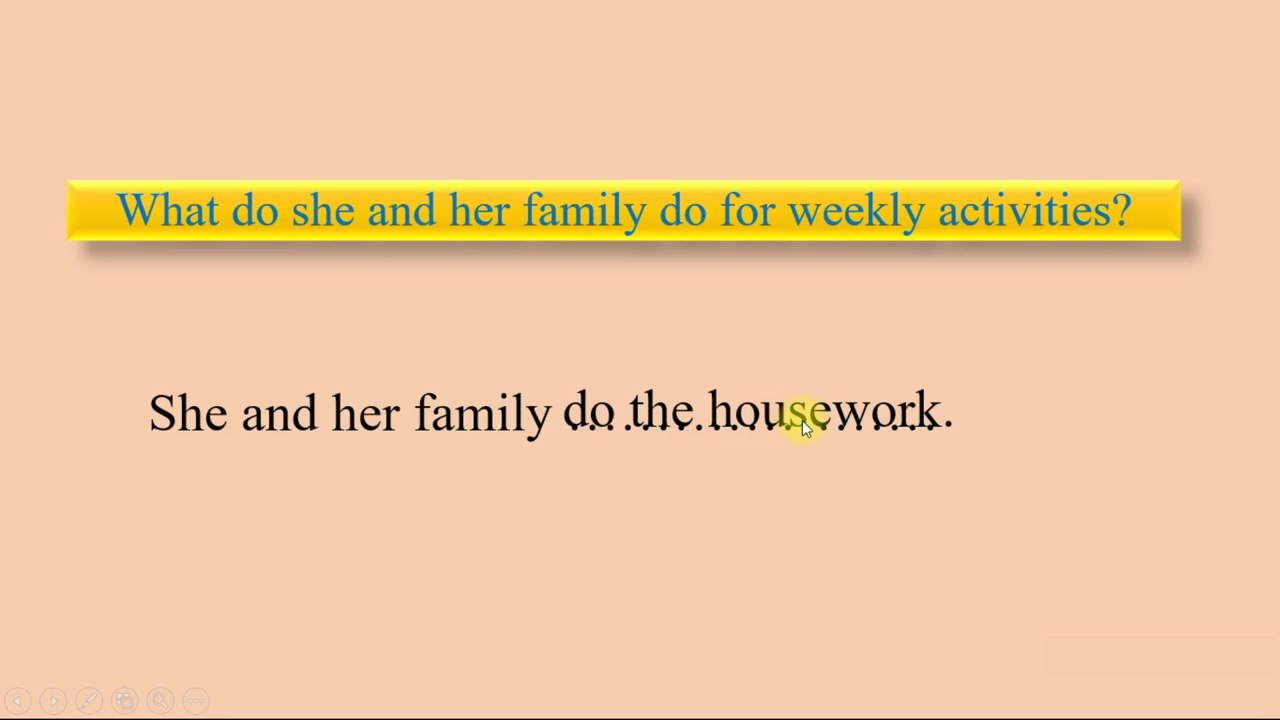 What do she and her family do for weekly activities?
She and her family do the housework.